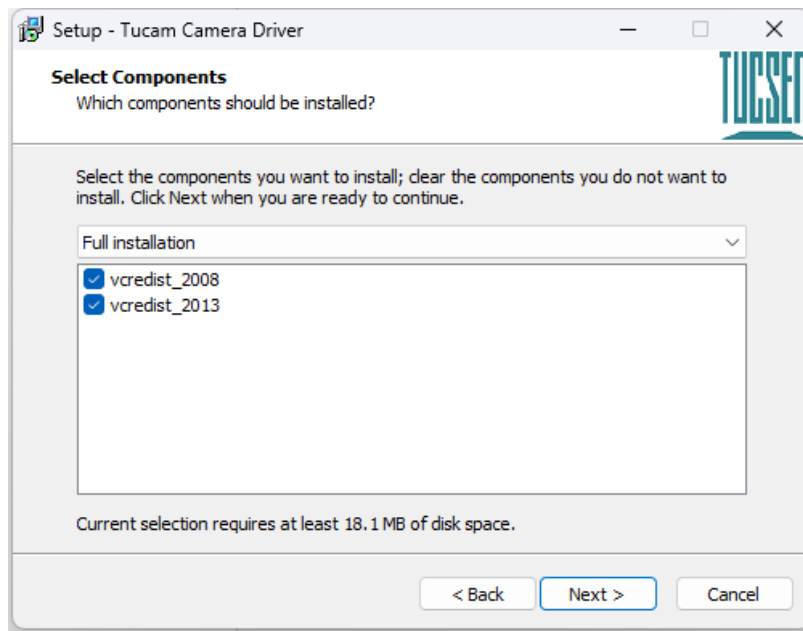 Setup - Tucam Camera Driver
Select Components
Which components should be installed?
TUCSEN
Select the components you want to install; clear the components you do not want to
install. Click Next when you are ready to continue.
Full installation
vcredist_2008
vcredist_2013
Current selection requires at least 18.1 MB of disk space.
< Back
Next >
Cancel